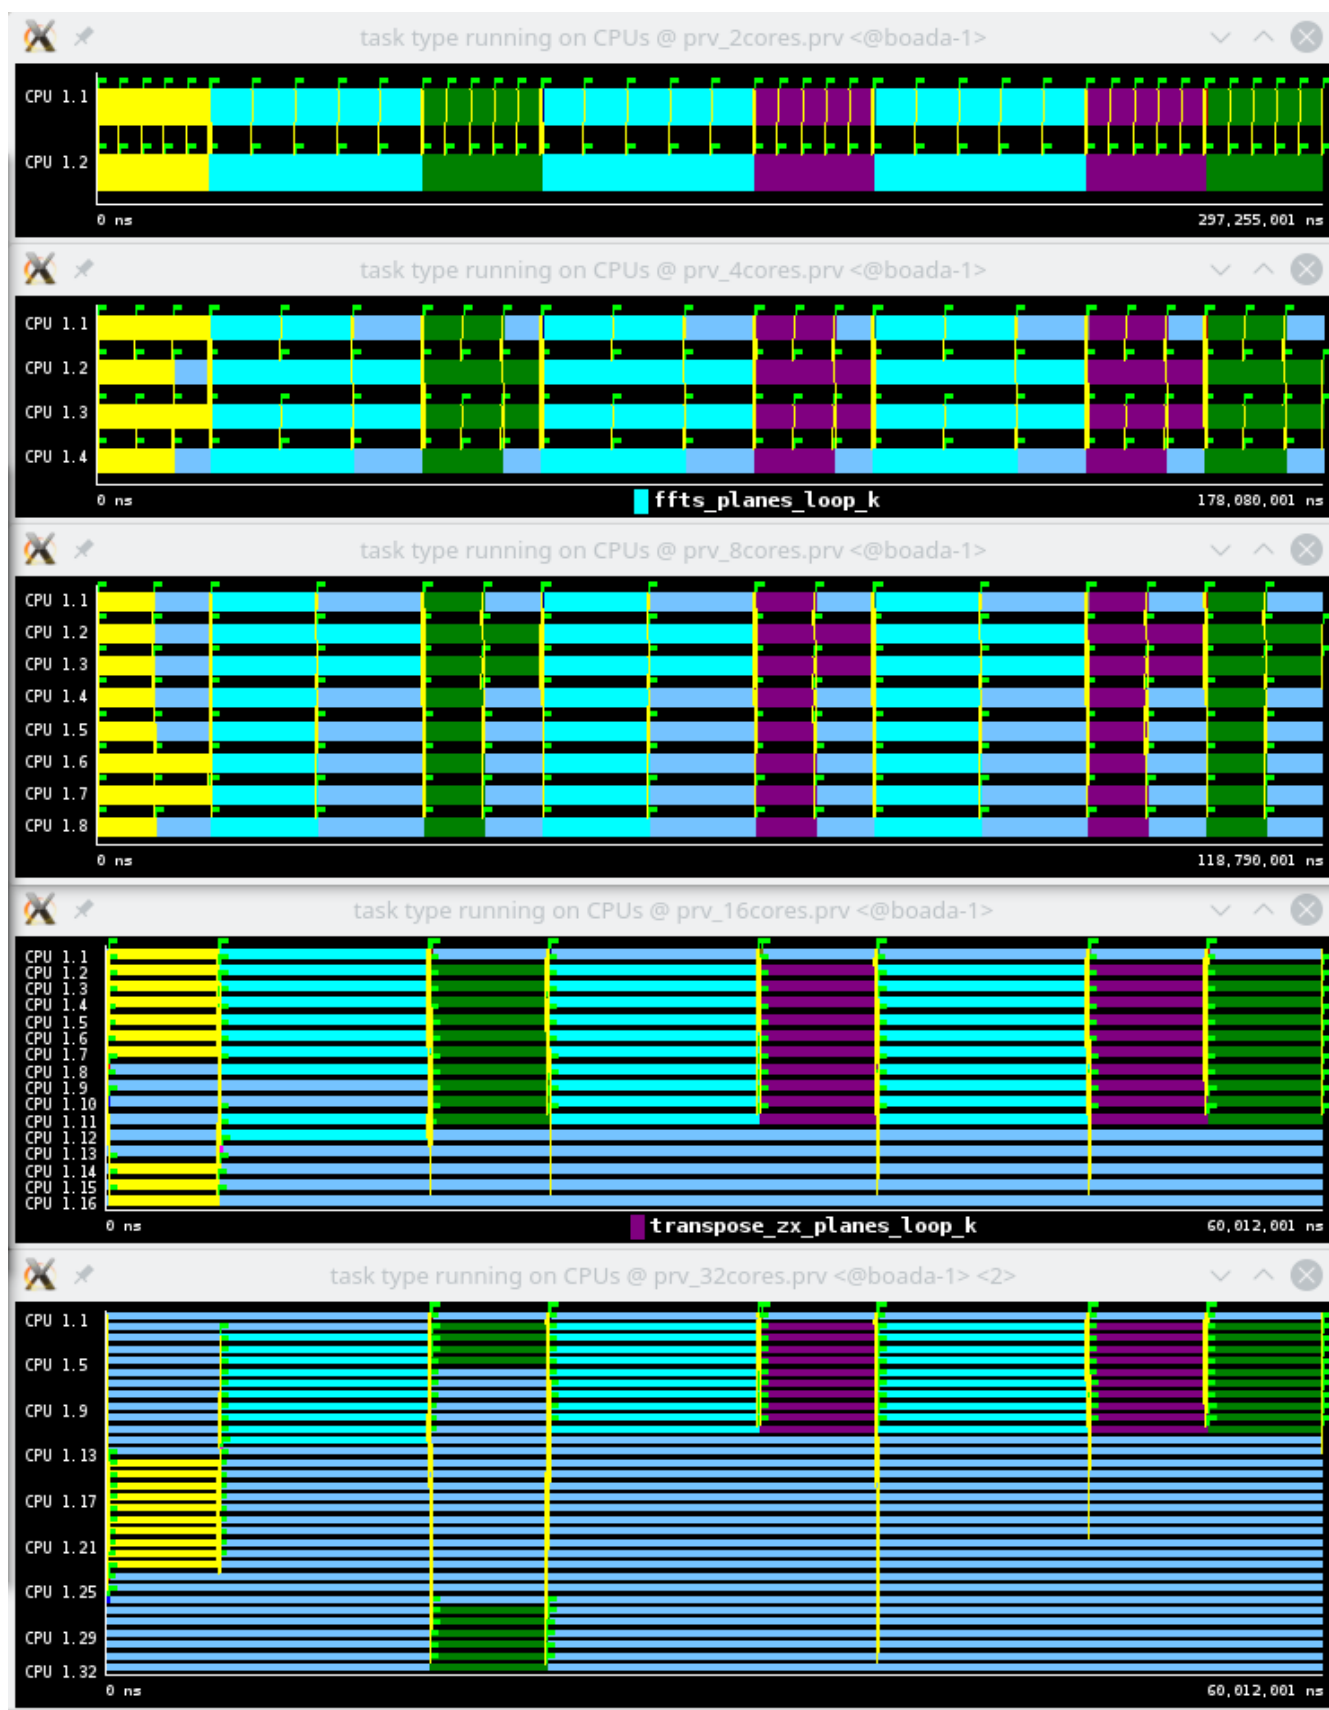 task type running on CPUs @ prv_2cores.prv <@boada-1>
CPU 1.1
CPU 1.2
0 ns 297,255,001 ns
task type running on CPUs @ prv_4cores.prv <@boada-1>
CPU 1.1
CPU 1.2
CPU 1.3
CPU 1.4
0 ns ffts_planes_loop_k 178,080,001 ns
task type running on CPUs @ prv_8cores.prv <@boada-1>
CPU 1.1
CPU 1.2
CPU 1.3
CPU 1.4
CPU 1.5
CPU 1.6
CPU 1.7
CPU 1.8
0 ns 118,790,001 ns
task type running on CPUs @ prv_16cores.prv <@boada-1>
CPU 1.1
CPU 1.2
CPU 1.3
CPU 1.4
CPU 1.5
CPU 1.6
CPU 1.7
CPU 1.8
CPU 1.9
CPU 1.10
CPU 1.11
CPU 1.12
CPU 1.13
CPU 1.14
CPU 1.15
CPU 1.16
0 ns transpose_zx_planes_loop_k 60,012,001 ns
task type running on CPUs @ prv_32cores.prv <@boada-1> <2>
CPU 1.1
CPU 1.5
CPU 1.9
CPU 1.13
CPU 1.17
CPU 1.21
CPU 1.25
CPU 1.29
CPU 1.32
0 ns 60,012,001 ns